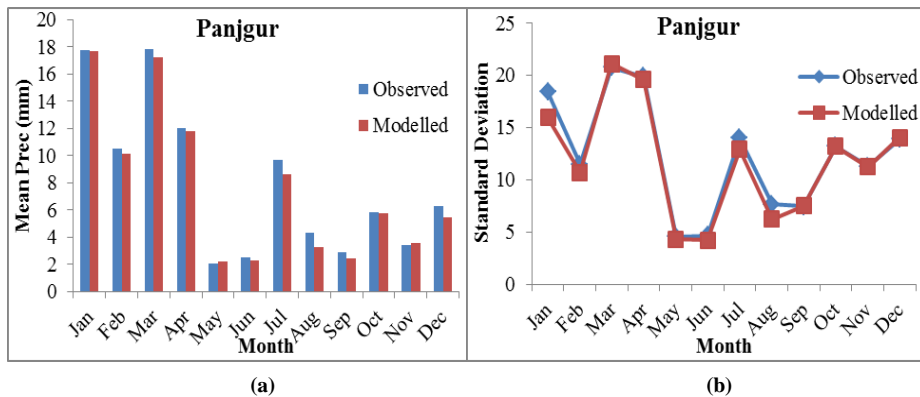 Panjgur
Mean Prec (mm)
20
18
16
14
12
10
8
6
4
2
0
Observed
Modelled
Jan Feb Mar Apr May Jun Jul Aug Sep Oct Nov Dec
Month
(a)
Panjgur
Standard Deviation
25
20
15
10
5
0
Observed
Modelled
Jan Feb Mar Apr May Jun Jul Aug Sep Oct Nov Dec
Month
(b)